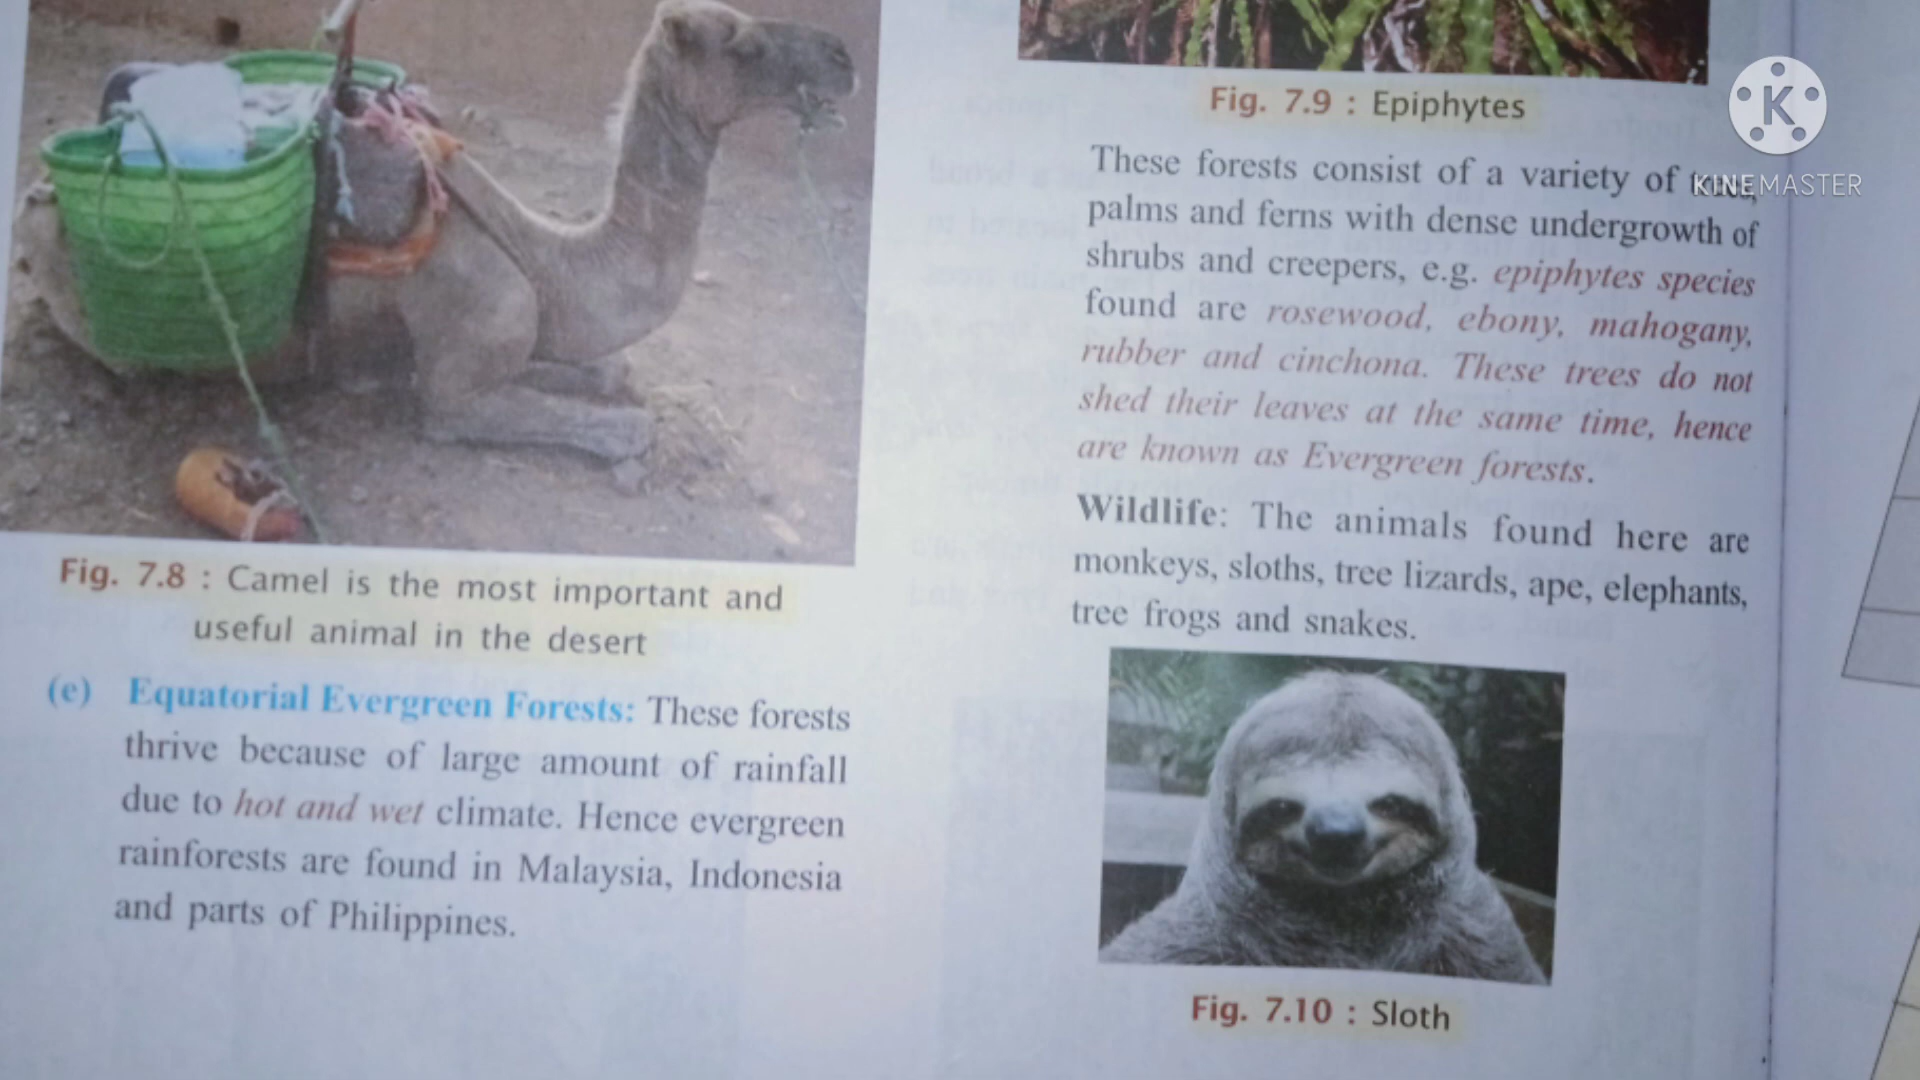 Fig. 7.8 : Camel is the most important and
useful animal in the desert
(e) Equatorial Evergreen Forests: These forests
thrive because of large amount of rainfall
due to hot and wet climate. Hence evergreen
rainforests are found in Malaysia, Indonesia
and parts of Philippines.
Fig. 7.9 : Epiphytes
These forests consist of a variety of
palms and ferns with dense undergrowth of
shrubs and creepers, e.g. epiphytes species
found are rosewood, ebony, mahogany,
rubber and cinchona. These trees do not
shed their leaves at the same time, hence
are known as Evergreen forests.
Wildlife: The animals found here are
monkeys, sloths, tree lizards, ape, elephants,
tree frogs and snakes.
Fig. 7.10 : Sloth
K
KINEMASTER